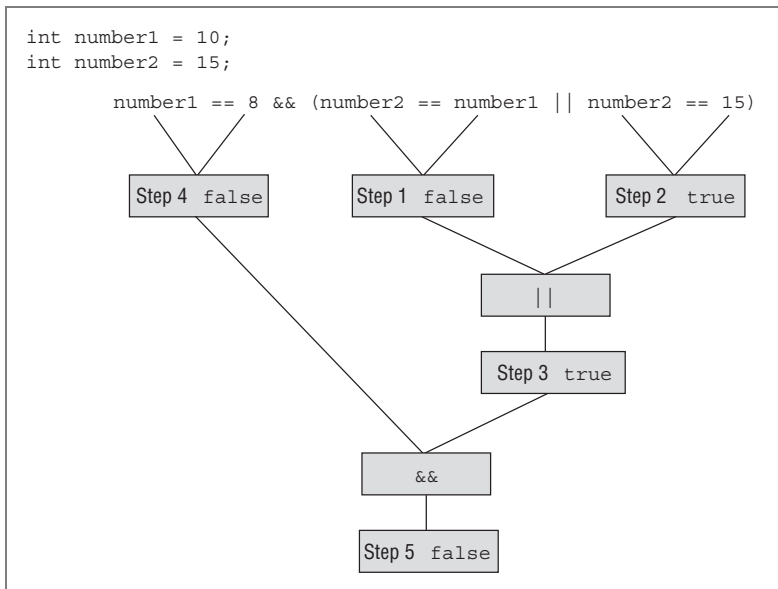 int number1 = 10;
int number2 = 15;
number1 == 8 && (number2 == number1 || number2 == 15)
Step 4 false
Step 1 false
Step 2 true
||
Step 3 true
&&
Step 5 false